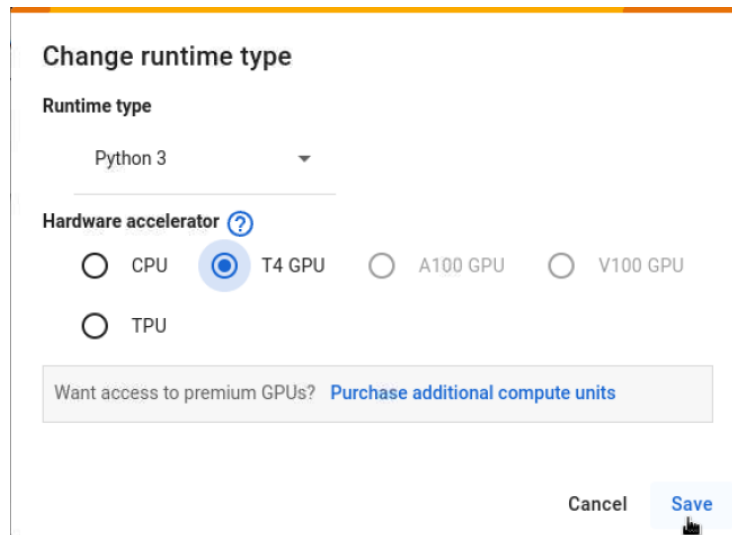 Change runtime type
Runtime type
Python 3
Hardware accelerator ?
CPU T4 GPU A100 GPU V100 GPU
TPU
Want access to premium GPUs? Purchase additional compute units
Cancel Save